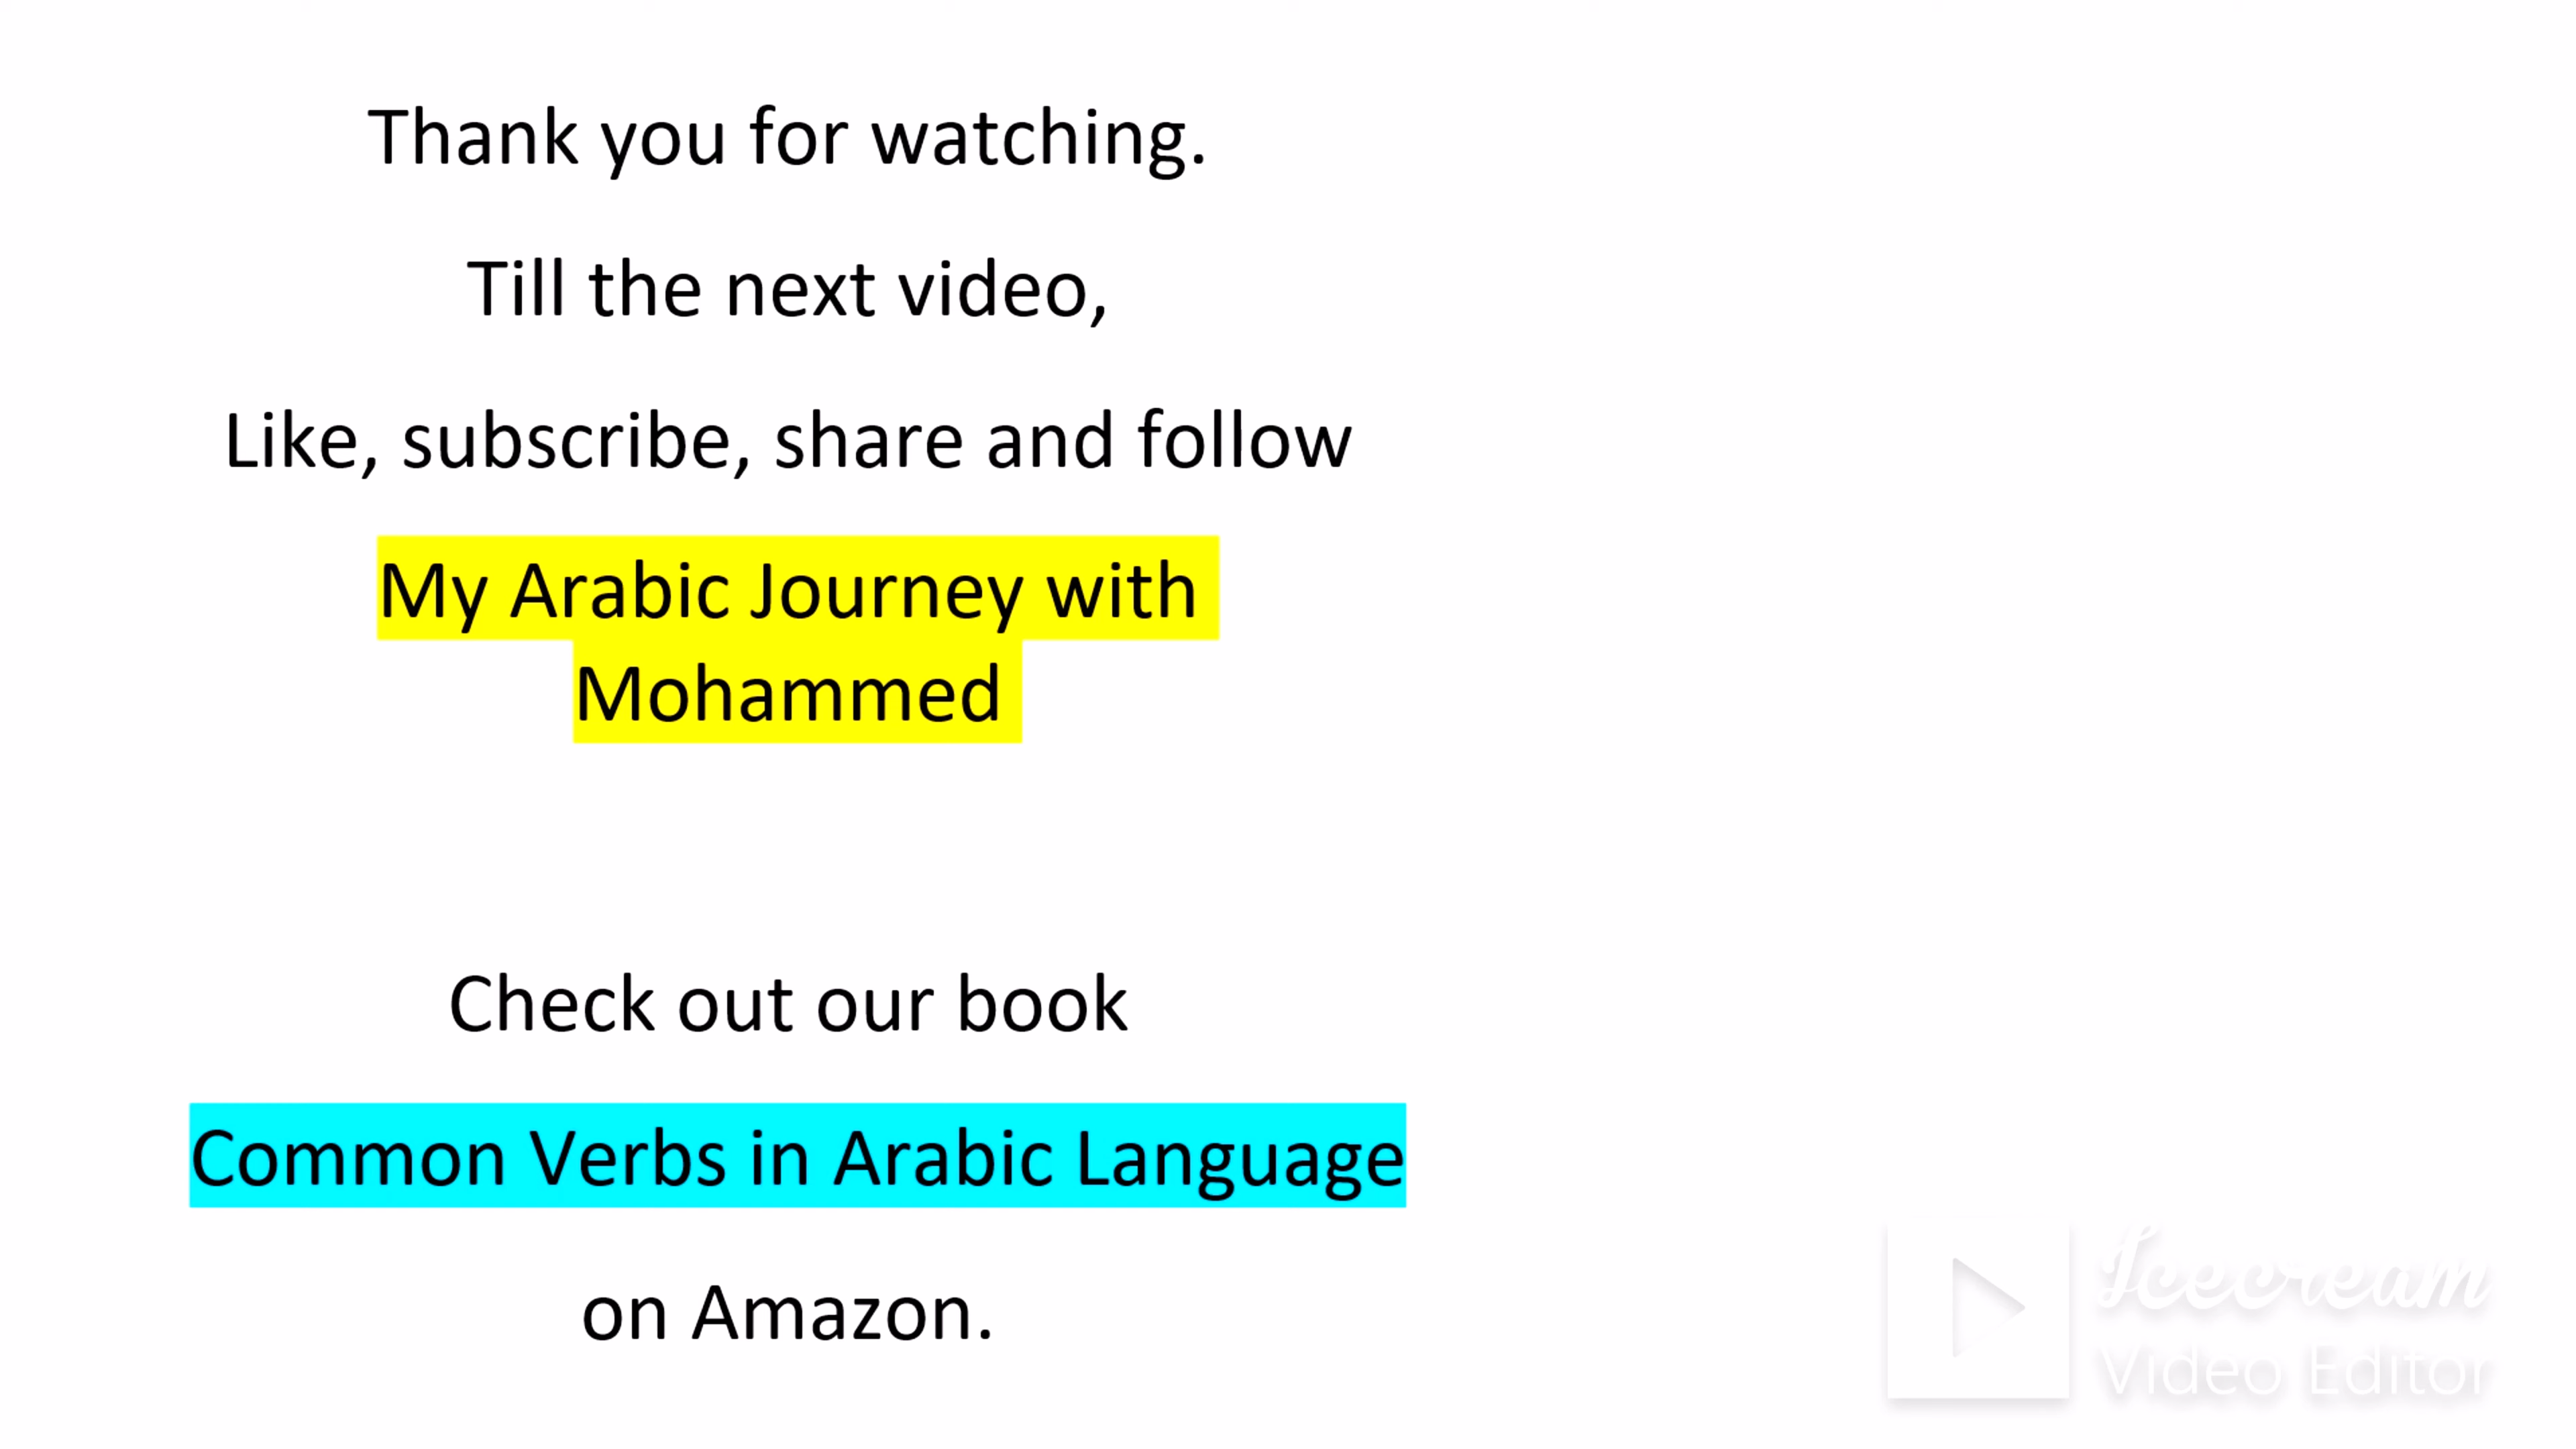 Thank you for watching.
Till the next video,
Like, subscribe, share and follow
My Arabic Journey with
Mohammed
Check out our book
Common Verbs in Arabic Language
on Amazon.
Icecream
Video Editor